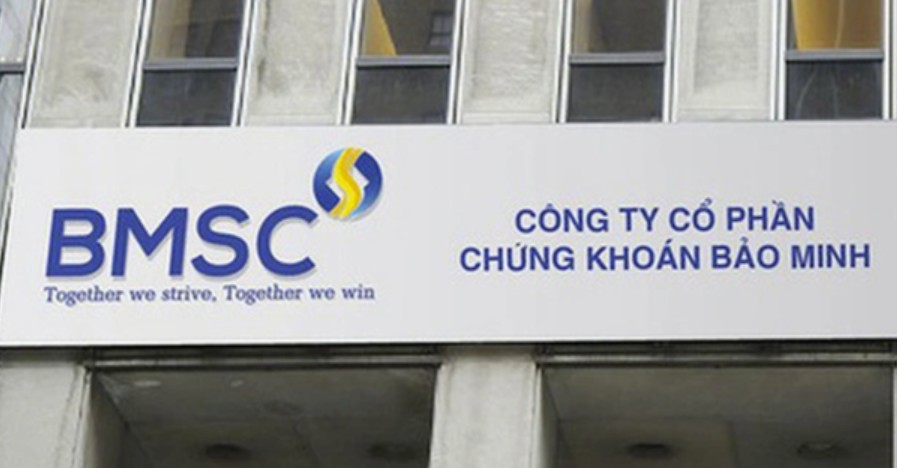 BMSC
Together we strive, Together we win
CÔNG TY CỔ PHẦN
CHỨNG KHOÁN BẢO MINH